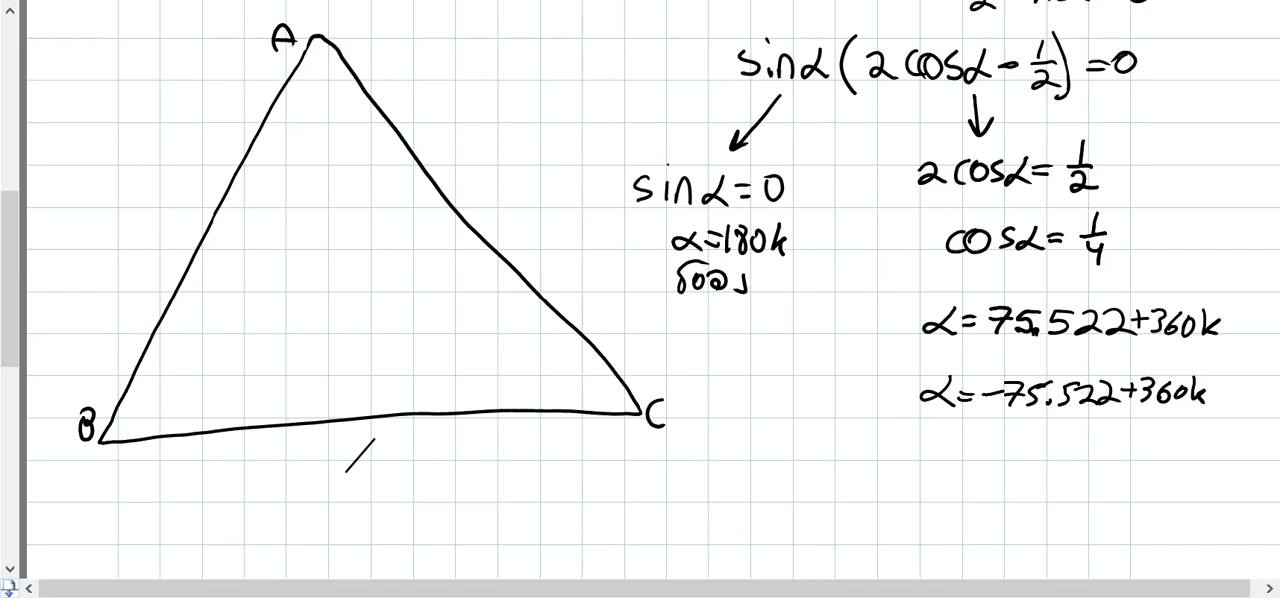 A
B
C
sinα(2cosα-1/2)=0
sinα=0
α=180k
2cosα=1/2
cosα=1/4
α=75.522+360k
α=-75.522+360k